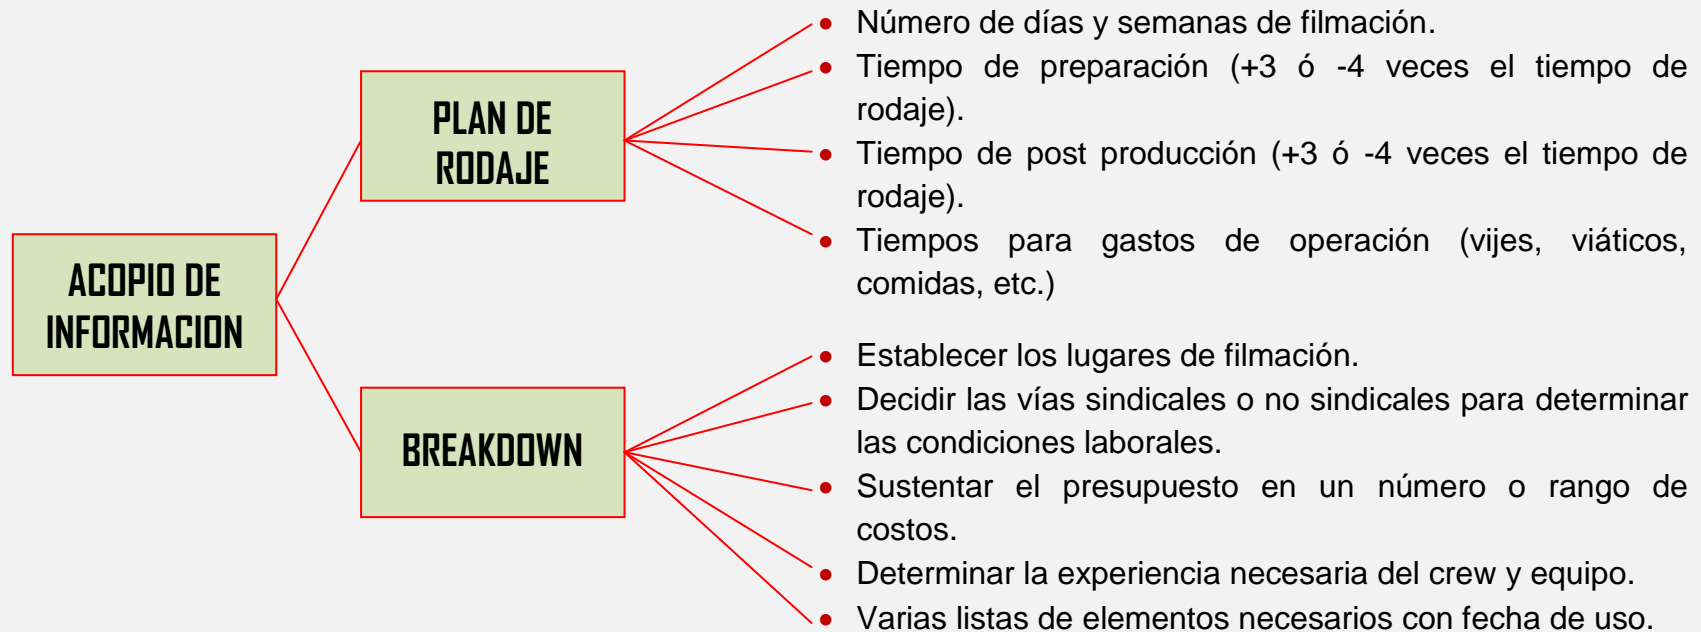 ACOPIO DE
INFORMACION
PLAN DE
RODAJE
• Número de días y semanas de filmación.
• Tiempo de preparación (+3 ó -4 veces el tiempo de
rodaje).
• Tiempo de post producción (+3 ó -4 veces el tiempo de
rodaje).
• Tiempos para gastos de operación (vijes, viáticos,
comidas, etc.)
BREAKDOWN
• Establecer los lugares de filmación.
• Decidir las vías sindicales o no sindicales para determinar
las condiciones laborales.
• Sustentar el presupuesto en un número o rango de
costos.
• Determinar la experiencia necesaria del crew y equipo.
• Varias listas de elementos necesarios con fecha de uso.